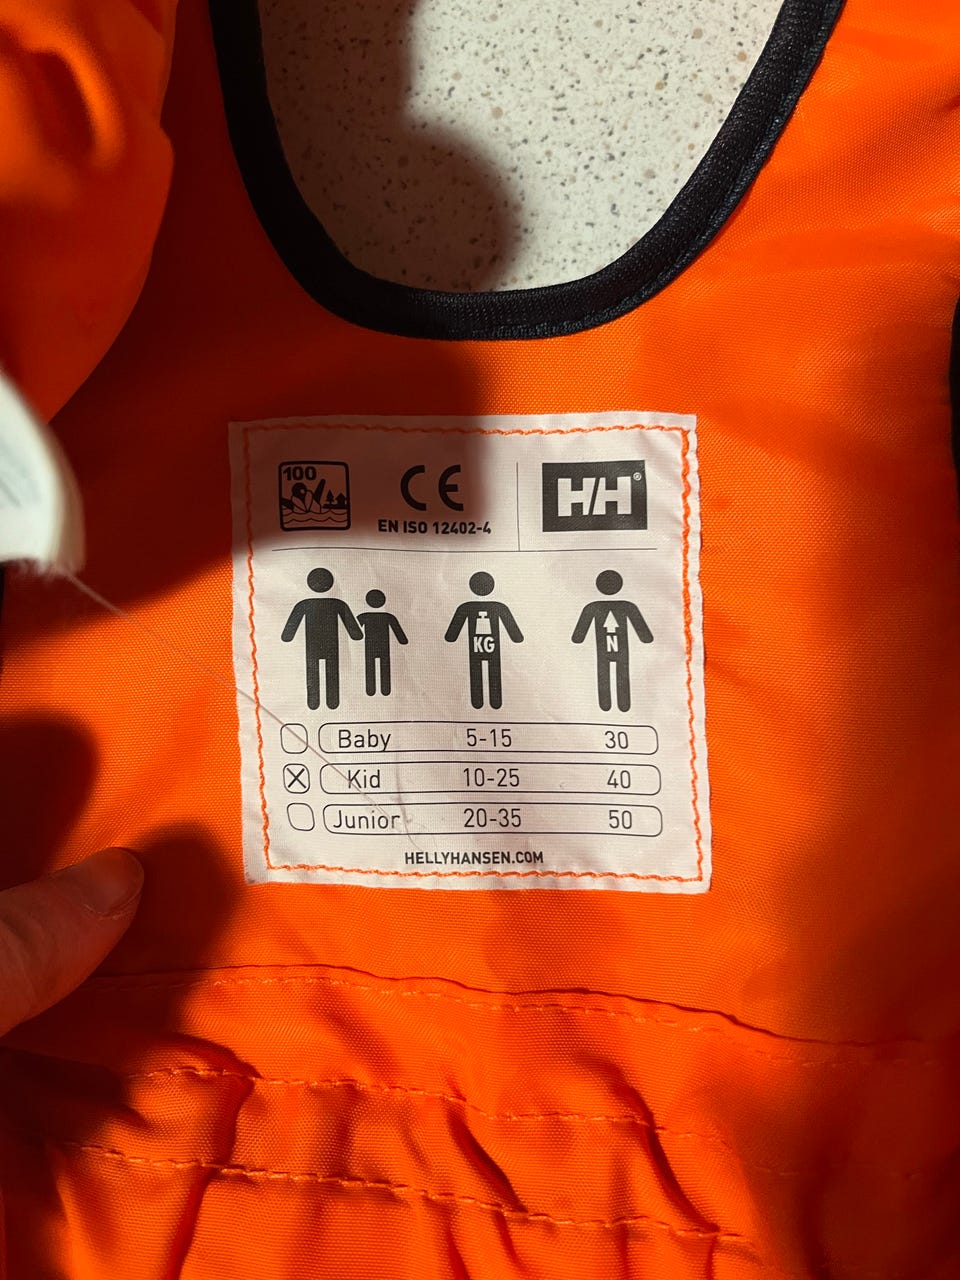 100
CE
HH®
EN ISO 12402-4
KG
N
Baby 5-15 30
X Kid 10-25 40
Junior 20-35 50
HELLYHANSEN.COM